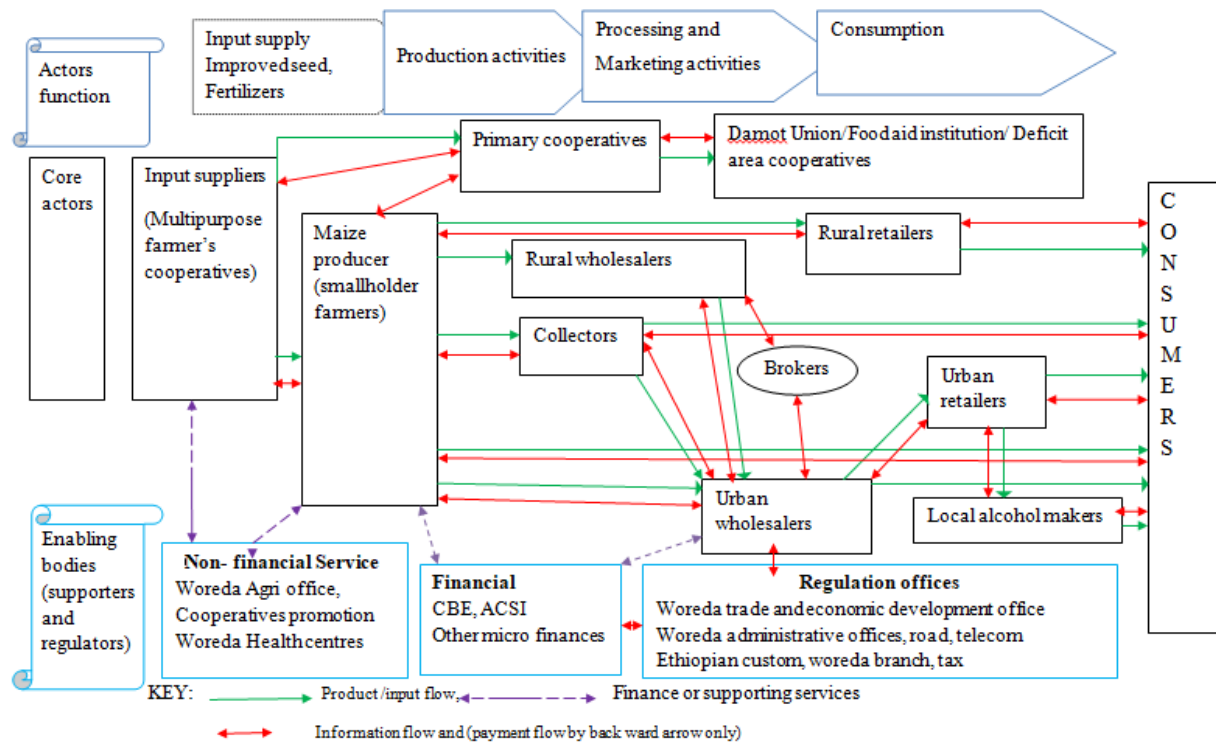 Actors
function
Input supply
Improved seed,
Fertilizers
Production activities
Processing and
Marketing activities
Consumption
Core
actors
Input suppliers
(Multipurpose
farmer's
cooperatives)
Primary cooperatives
Damot Union/Food aid institution/ Deficit
area cooperatives
Maize
producer
(smallholder
farmers)
Rural retailers
Rural wholesalers
Collectors
Brokers
Urban
retailers
Urban
wholesalers
Local alcohol makers
C
O
N
S
U
M
E
R
S
Enabling
bodies
(supporters
and
regulators)
Non- financial Service
Woreda Agri office,
Cooperatives promotion
Woreda Healthcentres
Financial
CBE, ACSI
Other micro finances
Regulation offices
Woreda trade and economic development office
Woreda administrative offices, road, telecom
Ethiopian custom, woreda branch, tax
KEY: Product /input flow, Finance or supporting services
Information flow and (payment flow by back ward arrow only)